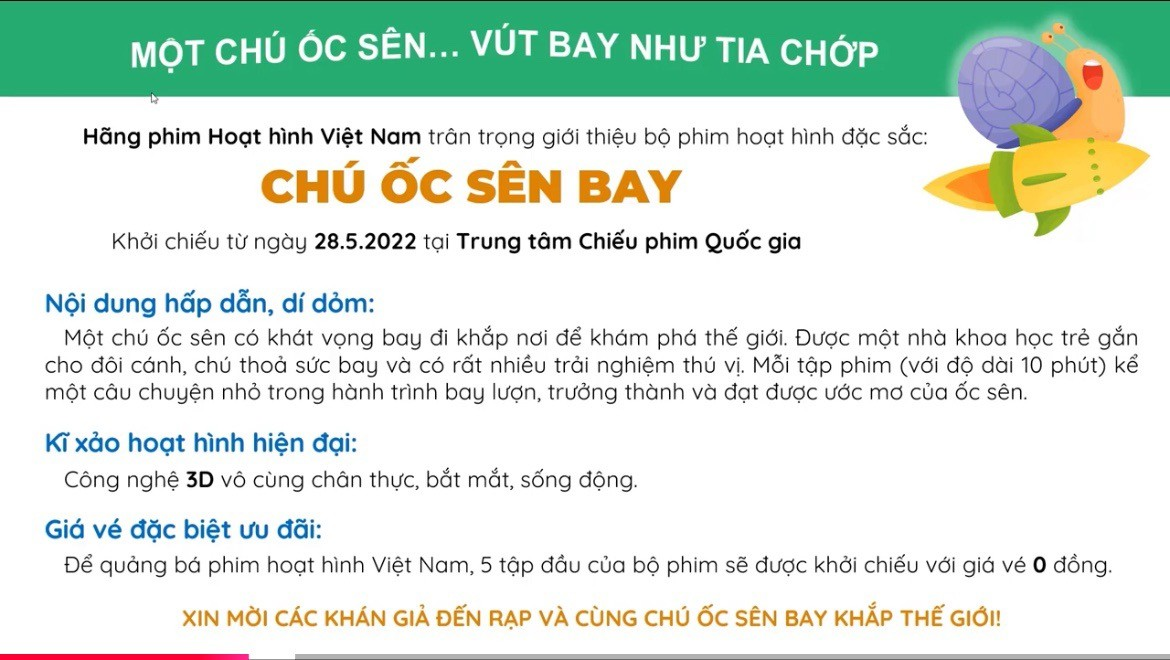 MỘT CHÚ ỐC SÊN... VÚT BAY NHƯ TIA CHỚP
Hãng phim Hoạt hình Việt Nam trân trọng giới thiệu bộ phim hoạt hình đặc sắc:
CHÚ ỐC SÊN BAY
Khởi chiếu từ ngày 28.5.2022 tại Trung tâm Chiếu phim Quốc gia
Nội dung hấp dẫn, dí dỏm:
Một chú ốc sên có khát vọng bay đi khắp nơi để khám phá thế giới. Được một nhà khoa học trẻ gắn
cho đôi cánh, chú thoả sức bay và có rất nhiều trải nghiệm thú vị. Mỗi tập phim (với độ dài 10 phút) kể
một câu chuyện nhỏ trong hành trình bay lượn, trưởng thành và đạt được ước mơ của ốc sên.
Kĩ xảo hoạt hình hiện đại:
Công nghệ 3D vô cùng chân thực, bắt mắt, sống động.
Giá vé đặc biệt ưu đãi:
Để quảng bá phim hoạt hình Việt Nam, 5 tập đầu của bộ phim sẽ được khởi chiếu với giá vé 0 đồng.
XIN MỜI CÁC KHÁN GIẢ ĐẾN RẠP VÀ CÙNG CHÚ ỐC SÊN BAY KHẮP THẾ GIỚI!